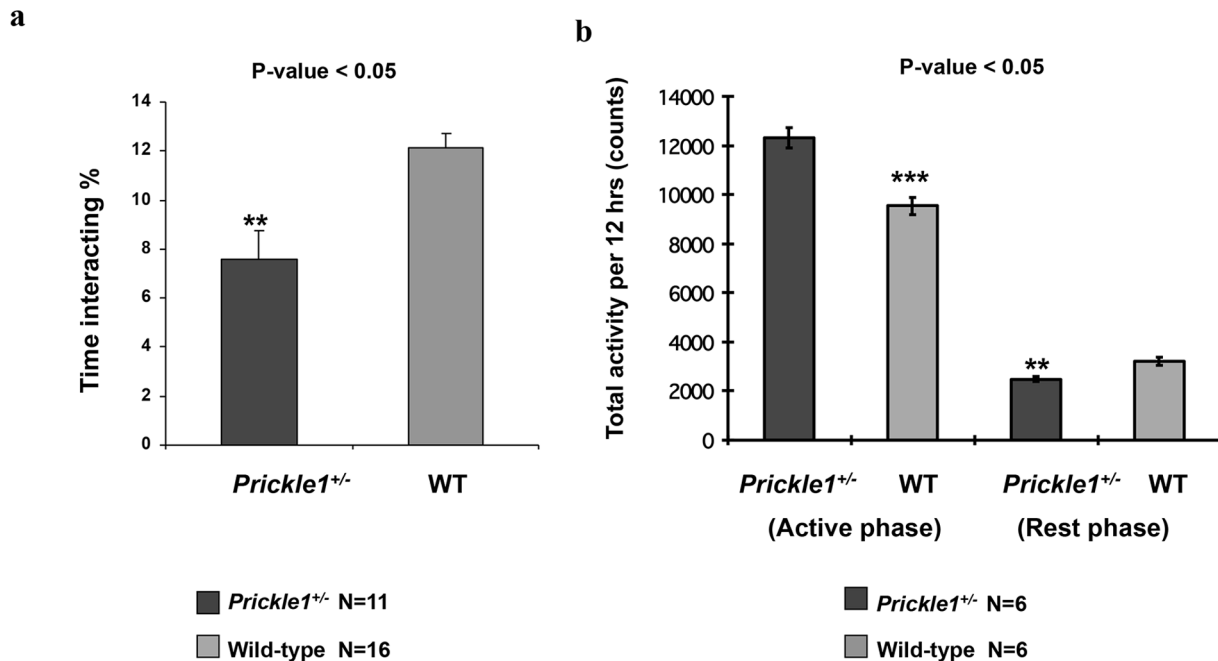 a
P-value < 0.05
Time interacting %
14
12
10
8
6
4
2
0
**
Prickle1+/- WT
Prickle1+/- N=11
Wild-type N=16
b
P-value < 0.05
Total activity per 12 hrs (counts)
14000
12000
10000
8000
6000
4000
2000
0
***
**
Prickle1+/- WT Prickle1+/- WT
(Active phase) (Rest phase)
Prickle1+/- N=6
Wild-type N=6